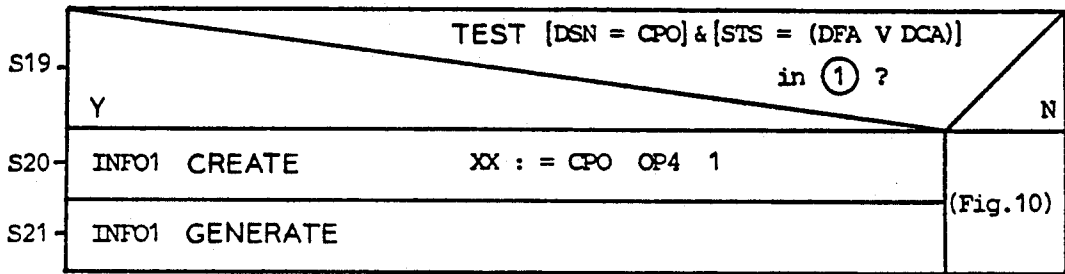 TEST [DSN = CPO] & [STS = (DFA V DCA)]
S19
in 1 ?
Y
N
S20
INFO1 CREATE XX : = CPO OP4 1
(Fig.10)
S21
INFO1 GENERATE